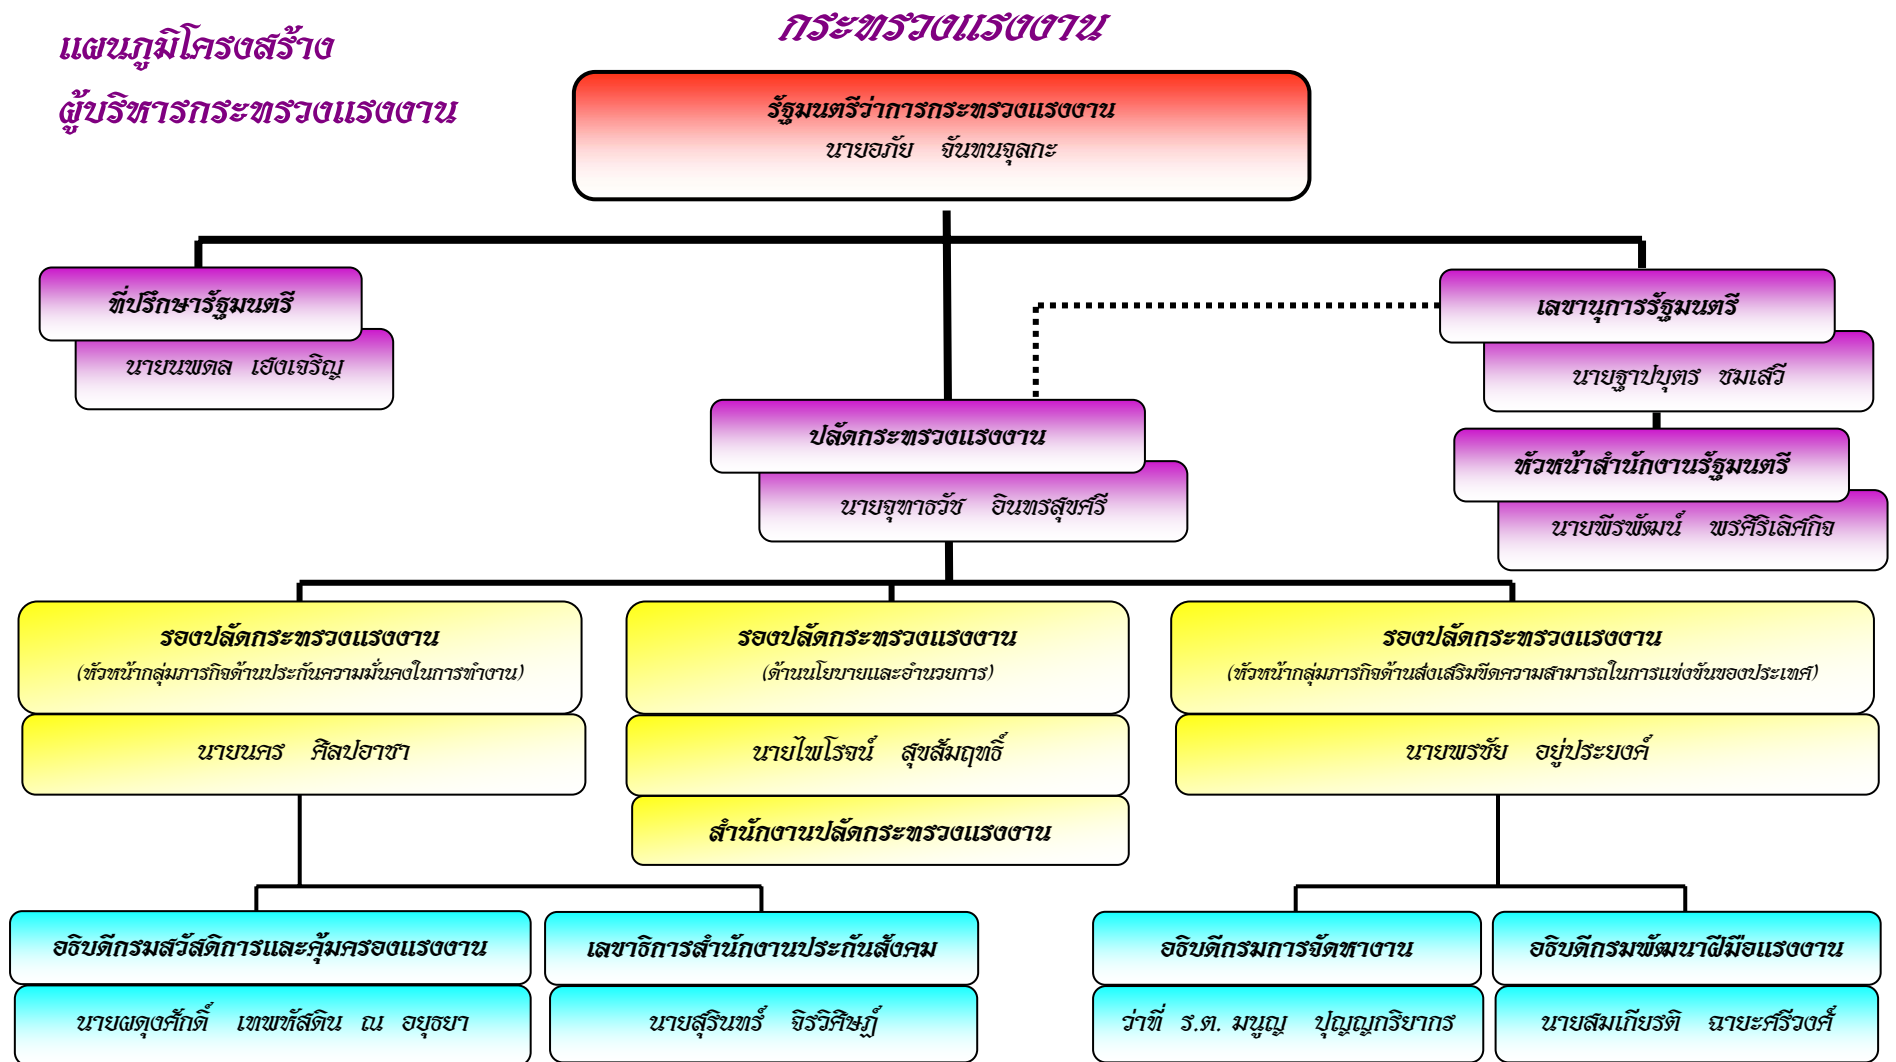 กระทรวงแรงงาน
แผนภูมิโครงสร้าง
ผู้บริหารกระทรวงแรงงาน
รัฐมนตรีว่าการกระทรวงแรงงาน
นายอภัย จันทนจุลกะ
ที่ปรึกษารัฐมนตรี
นายนพดล เฮงเจริญ
เลขานุการรัฐมนตรี
นายฐาปบุตร ชมเสวี
ปลัดกระทรวงแรงงาน
นายจุฑาธวัช อินทรสุขศรี
หัวหน้าสำนักงานรัฐมนตรี
นายพีรพัฒน์ พรศิริเลิศกิจ
รองปลัดกระทรวงแรงงาน
(หัวหน้ากลุ่มภารกิจด้านประกันความมั่นคงในการทำงาน)
นายนคร ศิลปอาชา
รองปลัดกระทรวงแรงงาน
(ด้านนโยบายและอำนวยการ)
นายไพโรจน์ สุขสัมฤทธิ์
สำนักงานปลัดกระทรวงแรงงาน
รองปลัดกระทรวงแรงงาน
(หัวหน้ากลุ่มภารกิจด้านส่งเสริมขีดความสามารถในการแข่งขันของประเทศ)
นายพรชัย อยู่ประยงค์
อธิบดีกรมสวัสดิการและคุ้มครองแรงงาน
นายผดุงศักดิ์ เทพหัสดิน ณ อยุธยา
เลขาธิการสำนักงานประกันสังคม
นายสุรินทร์ จิรวิศิษฎ์
อธิบดีกรมการจัดหางาน
ว่าที่ ร.ต. มนูญ ปุญญกริยากร
อธิบดีกรมพัฒนาฝีมือแรงงาน
นายสมเกียรติ ฉายะศรีวงศ์